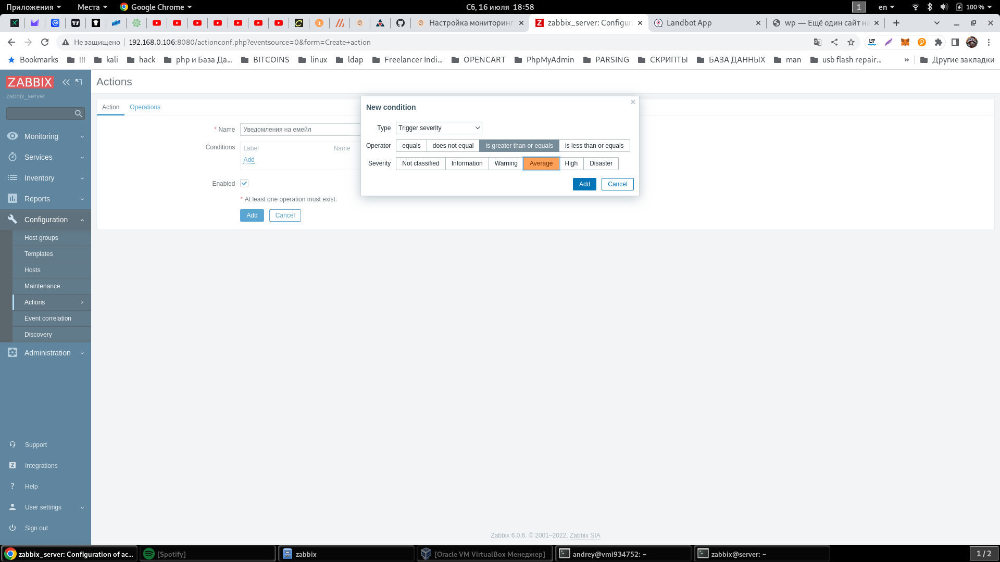 Приложения Места Google Chrome Сб, 16 июля 18:58 1 en 100 %
Настройка мониторинг zabbix_server: Configur Landbot App wp — Ещё один сайт на
Не защищено 192.168.0.106:8080/actionconf.php?eventsource=0&form=Create+action
Bookmarks !!! kali hack php и База Да... BITCOINS linux ldap Freelancer Indi... OPENCART PhpMyAdmin PARSING СКРИПТЫ БАЗА ДАННЫХ man usb flash repair... » Другие закладки
ZABBIX
zabbix_server
Monitoring
Services
Inventory
Reports
Configuration
Host groups
Templates
Hosts
Maintenance
Actions
Event correlation
Discovery
Administration
Support
Integrations
Help
User settings
Sign out
Actions
Action Operations
* Name Уведомления на емейл
Conditions Label Name
Add
Enabled
* At least one operation must exist.
Add Cancel
New condition
Type Trigger severity
Operator equals does not equal is greater than or equals is less than or equals
Severity Not classified Information Warning Average High Disaster
Add Cancel
Zabbix 6.0.6. © 2001–2022, Zabbix SIA
zabbix_server: Configuration of ac... [Spotify] zabbix [Oracle VM VirtualBox Менеджер] andrey@vmi934752: ~ zabbix@server: ~ 1 / 2